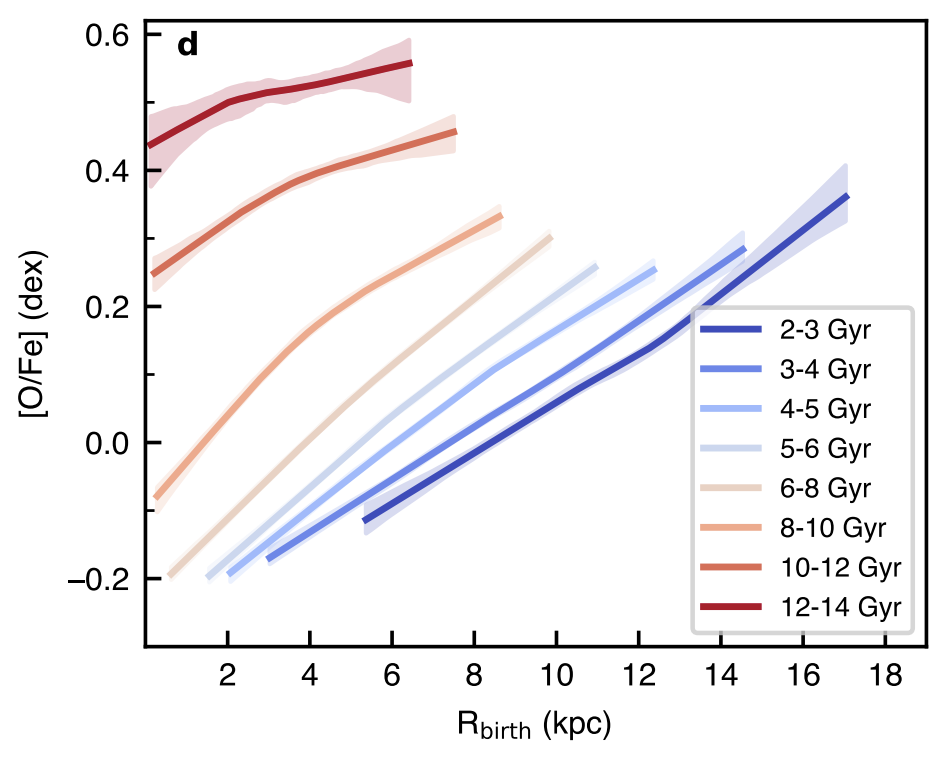 d
0.6
0.4
0.2
0.0
−0.2
[O/Fe] (dex)
2-3 Gyr
3-4 Gyr
4-5 Gyr
5-6 Gyr
6-8 Gyr
8-10 Gyr
10-12 Gyr
12-14 Gyr
2 4 6 8 10 12 14 16 18
R_birth (kpc)